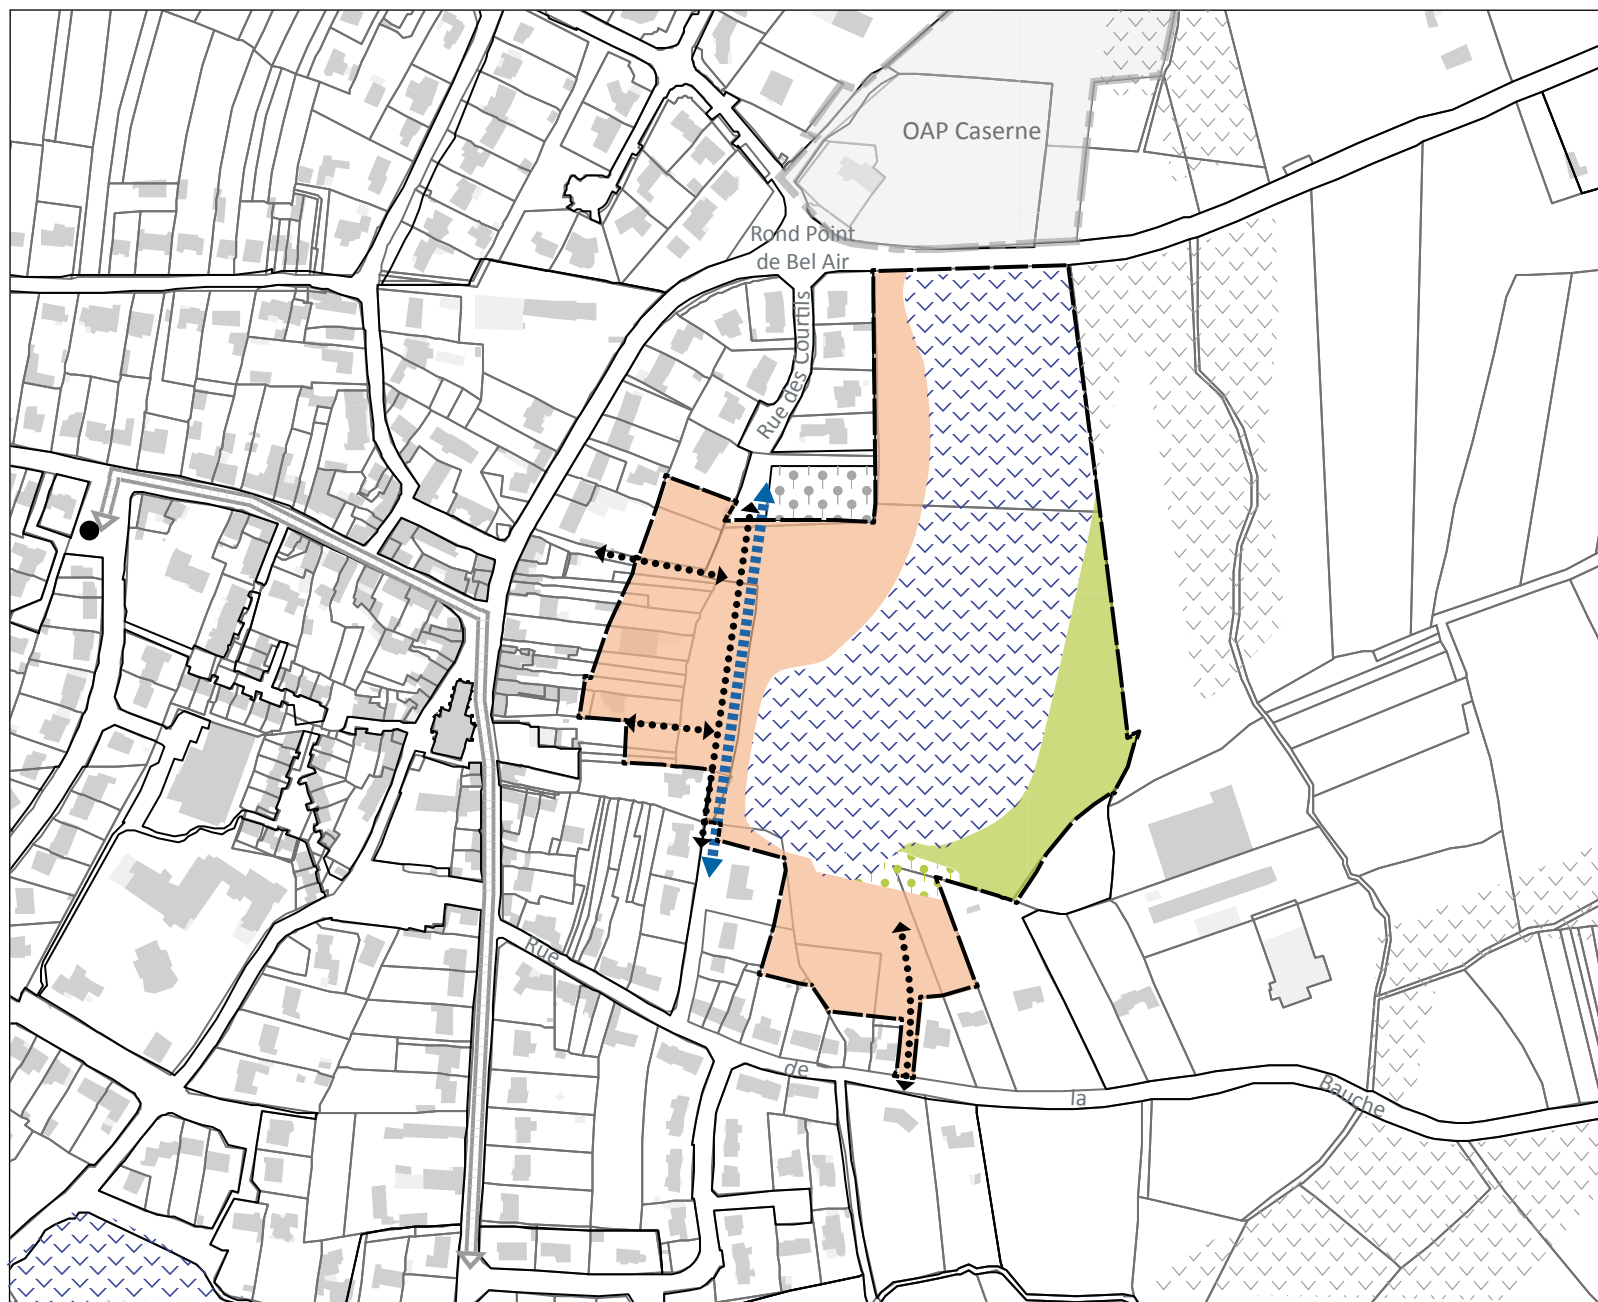 OAP Caserne
Rond Point
de Bel Air
Rue des Courtils
Rue
de
la
Bauche